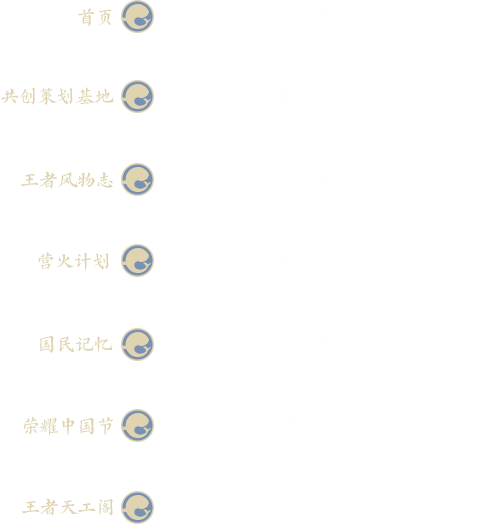 首页
共创策划基地
王者风物志
营火计划
国民记忆
荣耀中国节
王者天工阁